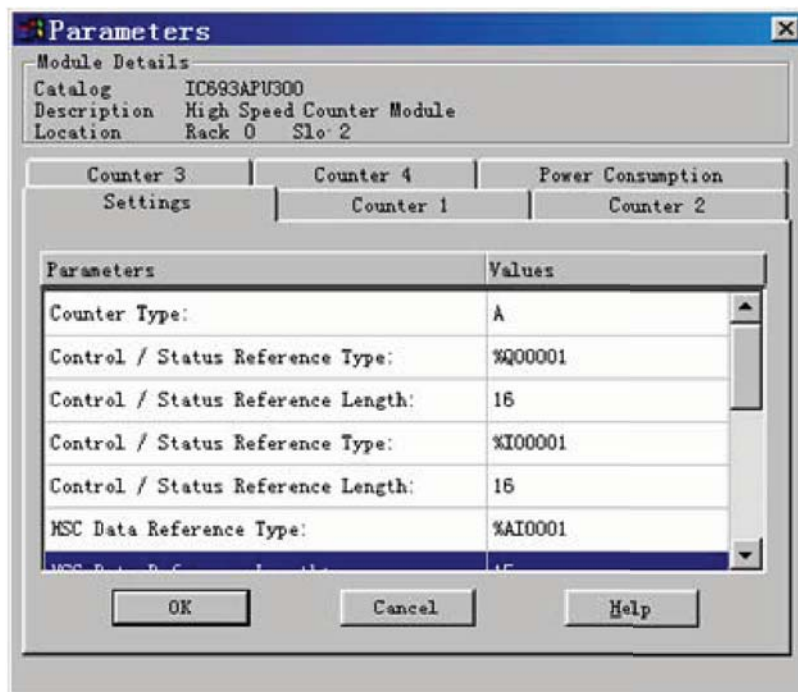 Parameters
Module Details
Catalog IC693APU300
Description High Speed Counter Module
Location Rack 0 Slo 2
Counter 3 Counter 4 Power Consumption
Settings Counter 1 Counter 2
Parameters Values
Counter Type: A
Control / Status Reference Type: %Q00001
Control / Status Reference Length: 16
Control / Status Reference Type: %I00001
Control / Status Reference Length: 16
HSC Data Reference Type: %AI0001
OK Cancel Help